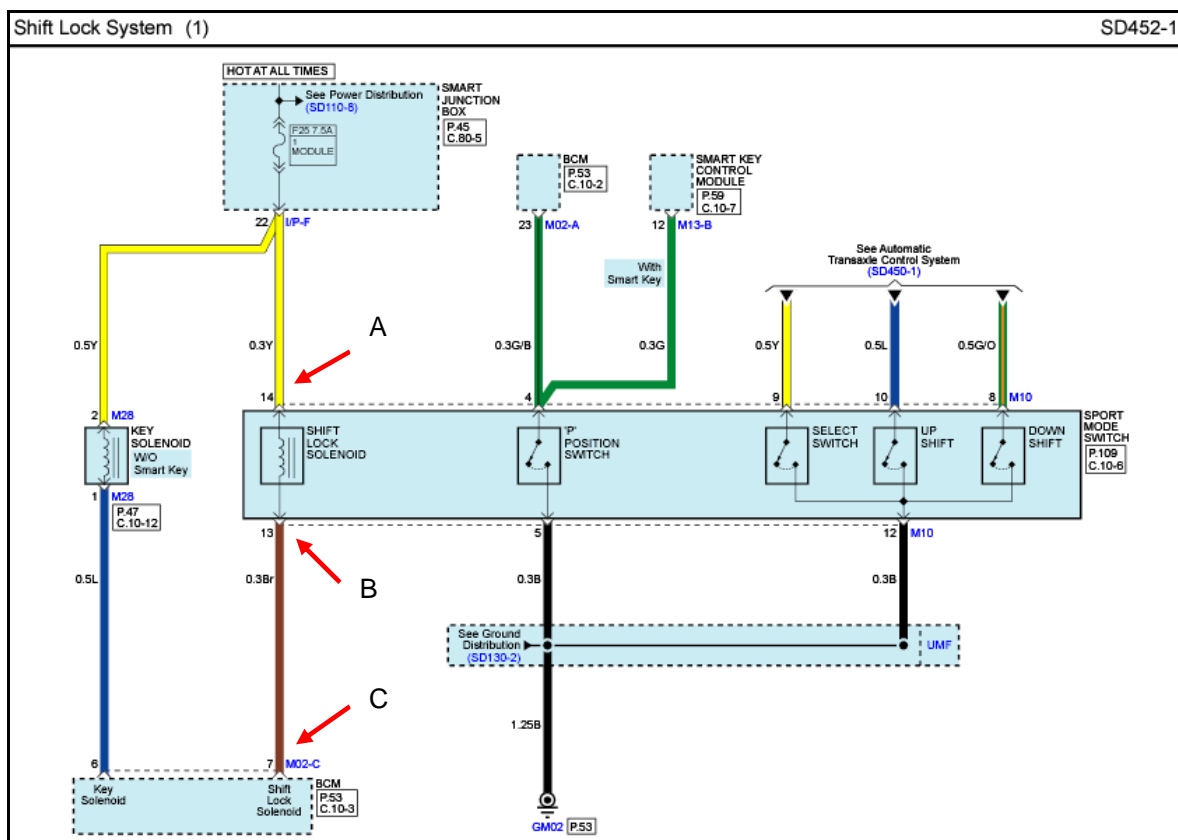 Shift Lock System (1)
SD452-1
HOT AT ALL TIMES
See Power Distribution
(SD110-8)
SMART
JUNCTION
BOX
P.45
C.80-5
F25 7.5A
1
MODULE
BCM
P.53
C.10-2
SMART KEY
CONTROL
MODULE
P.59
C.10-7
22 I/P-F
23 M02-A
12 M13-B
With
Smart Key
See Automatic
Transaxle Control System
(SD450-1)
0.5Y
0.3Y
A
0.3G/B
0.3G
0.5Y
0.5L
0.5G/O
14
4
9
10
8 M10
2 M28
KEY
SOLENOID
W/O
Smart Key
SHIFT
LOCK
SOLENOID
'P'
POSITION
SWITCH
SELECT
SWITCH
UP
SHIFT
DOWN
SHIFT
SPORT
MODE
SWITCH
P.109
C.10-6
1 M28
P.47
C.10-12
13
5
12 M10
0.5L
0.3Br
B
0.3B
0.3B
See Ground
Distribution
(SD130-2)
UMF
C
1.25B
6
7 M02-C
Key
Solenoid
Shift
Lock
Solenoid
BCM
P.53
C.10-3
GM02 P.53